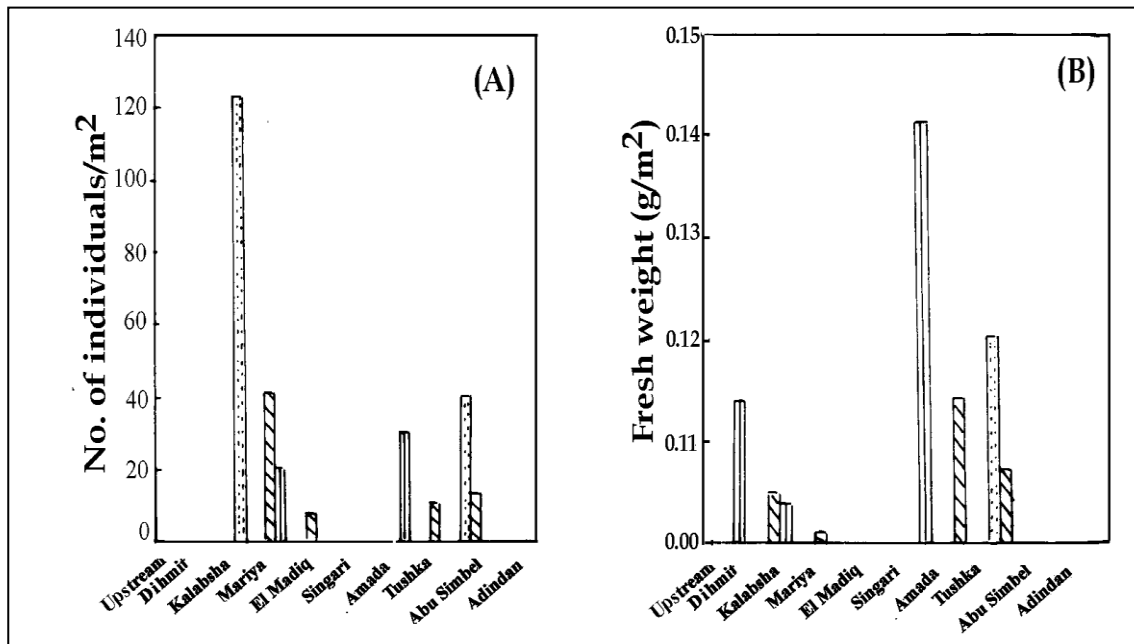 (A)
No. of individuals/m²
140
120
100
80
60
40
20
0
Upstream
Dihmit
Kalabsha
Mariya
El Madiq
Singari
Amada
Tushka
Abu Simbel
Adindan
(B)
Fresh weight (g/m²)
0.15
0.14
0.13
0.12
0.11
0.00
Upstream
Dihmit
Kalabsha
Mariya
El Madiq
Singari
Amada
Tushka
Abu Simbel
Adindan